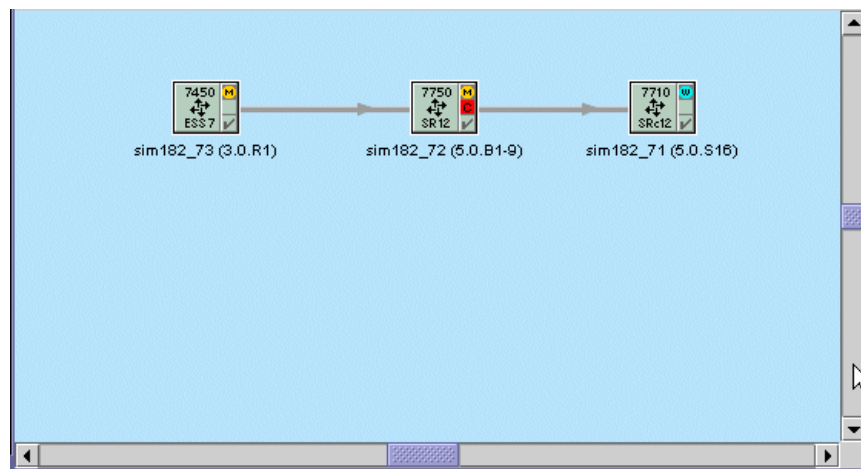 7450 M
ESS7
sim182_73 (3.0.R1)
7750 M
C
SR12
sim182_72 (5.0.B1-9)
7710 W
SRc12
sim182_71 (5.0.S16)